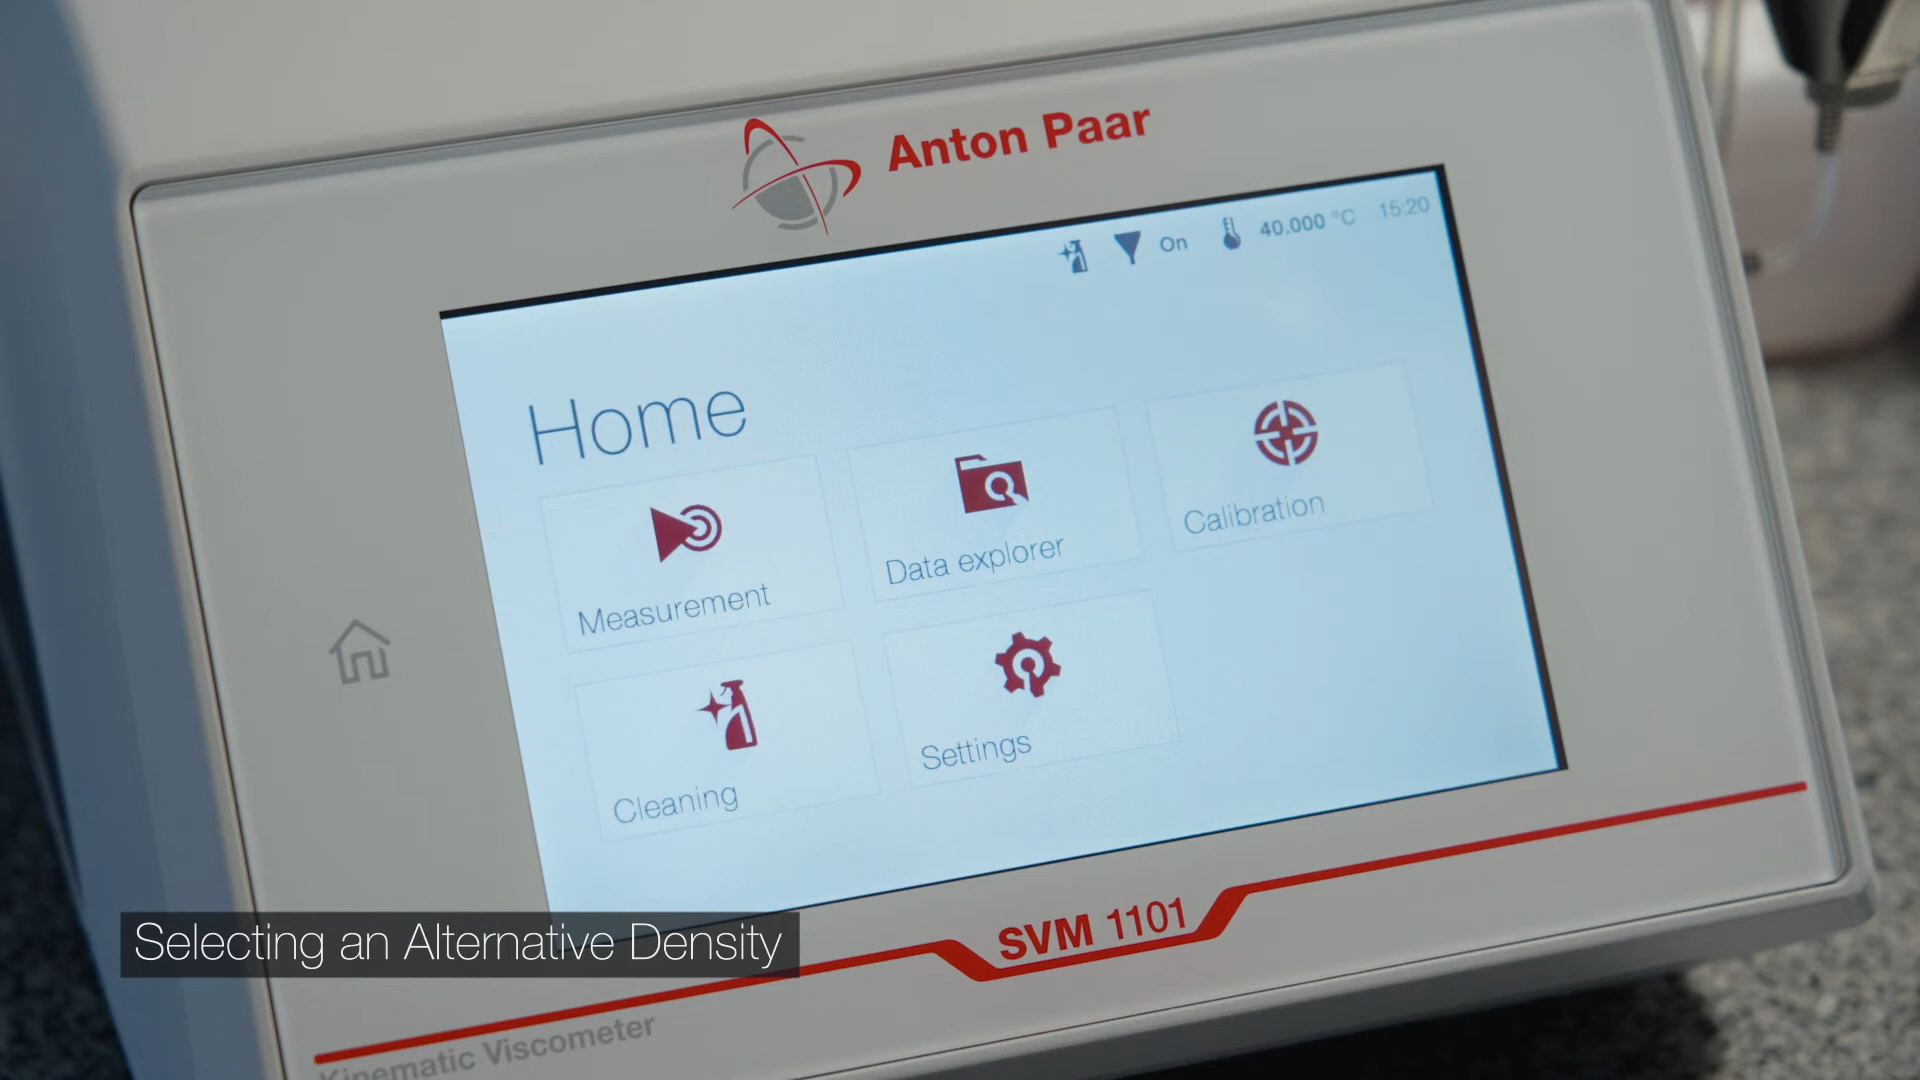 Anton Paar
On 40.000 °C 15:20
Home
Measurement
Data explorer
Calibration
Cleaning
Settings
SVM 1101
Selecting an Alternative Density
Kinematic Viscometer